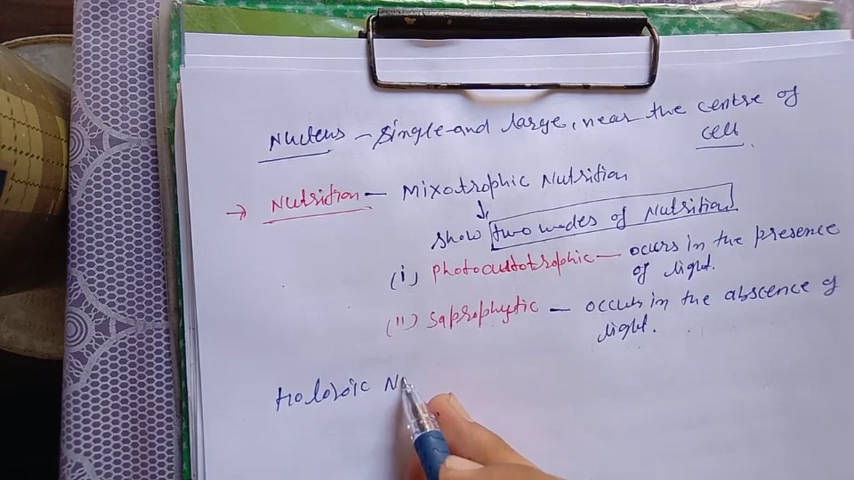 Nucleus - single and large, near the centre of
cell.
→ Nutrition - Mixotrophic Nutrition
↓
show two modes of Nutrition
(i) Photoautotrophic - occurs in the presence
of light.
(ii) Saprophytic - occurs in the abscence of
light.
Holozoic N